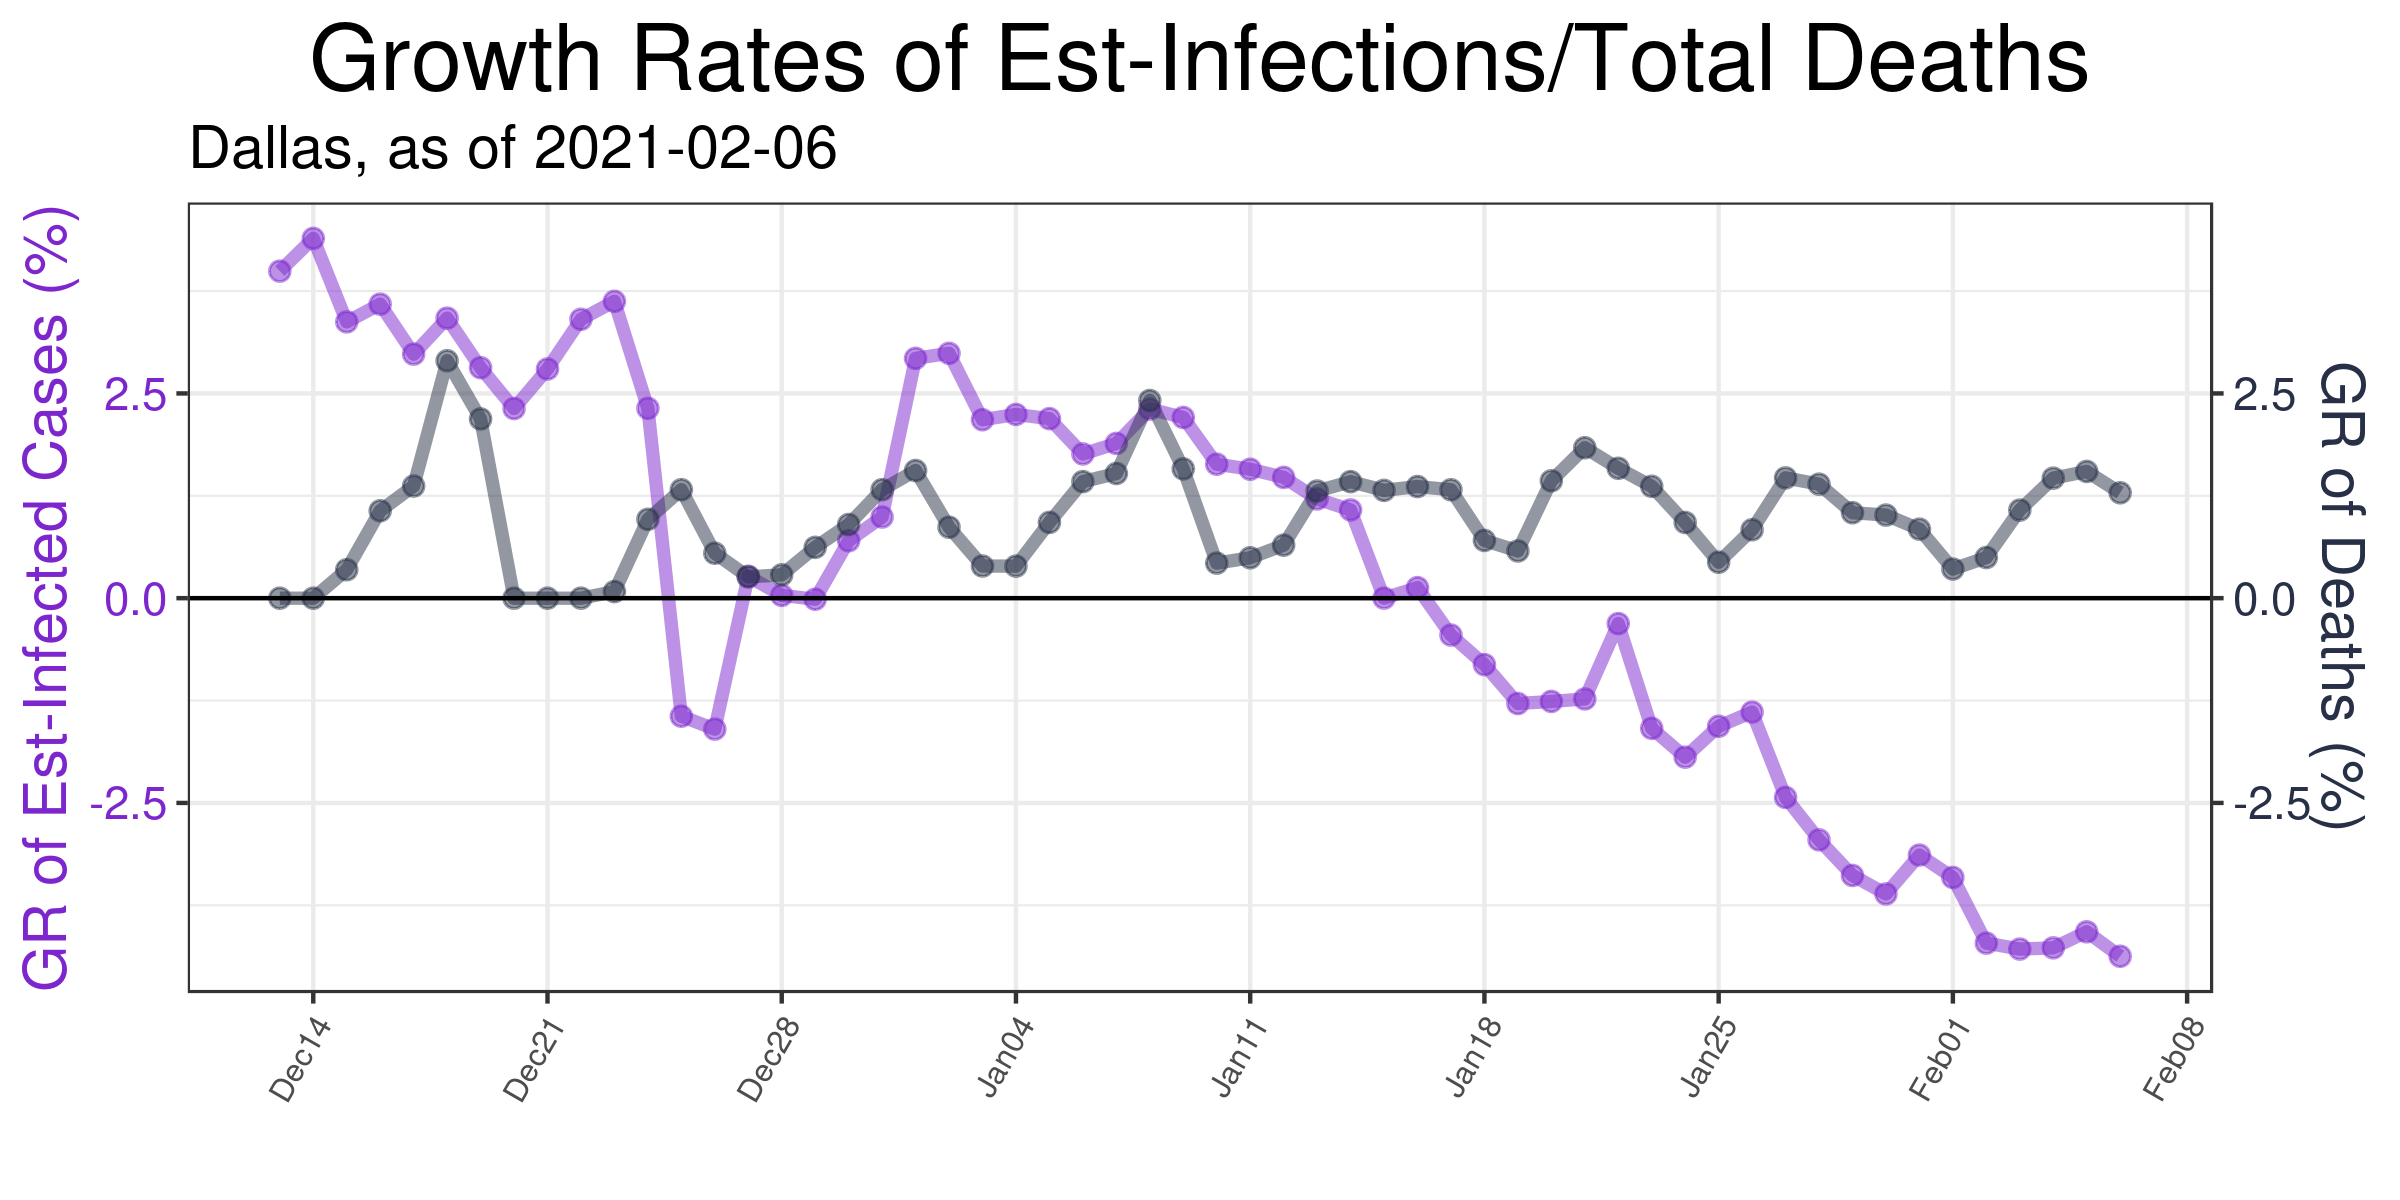 Growth Rates of Est-Infections/Total Deaths
Dallas, as of 2021-02-06
GR of Est-Infected Cases (%)
2.5
0.0
-2.5
2.5
0.0
-2.5
GR of Deaths (%)
Dec14
Dec21
Dec28
Jan04
Jan11
Jan18
Jan25
Feb01
Feb08